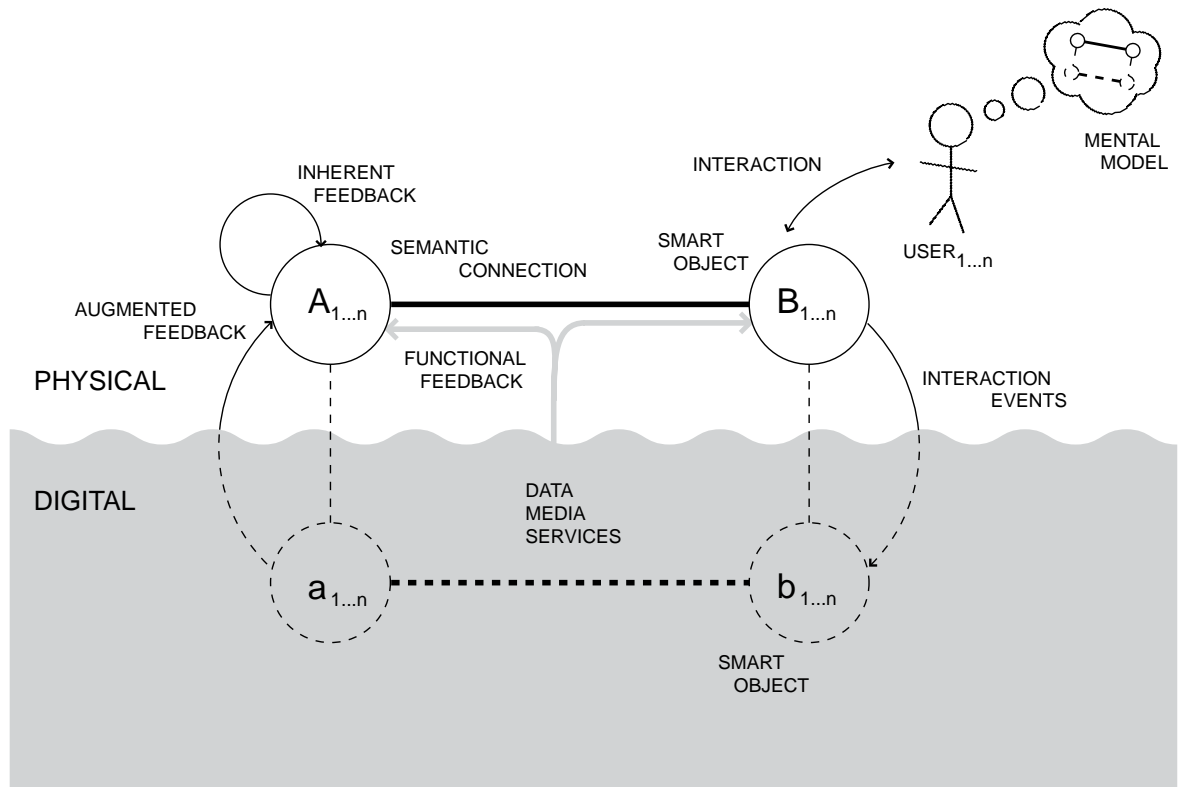 MENTAL
MODEL
INTERACTION
USER1...n
INHERENT
FEEDBACK
SEMANTIC
CONNECTION
SMART
OBJECT
A1...n
B1...n
AUGMENTED
FEEDBACK
FUNCTIONAL
FEEDBACK
INTERACTION
EVENTS
PHYSICAL
DIGITAL
DATA
MEDIA
SERVICES
a1...n
b1...n
SMART
OBJECT